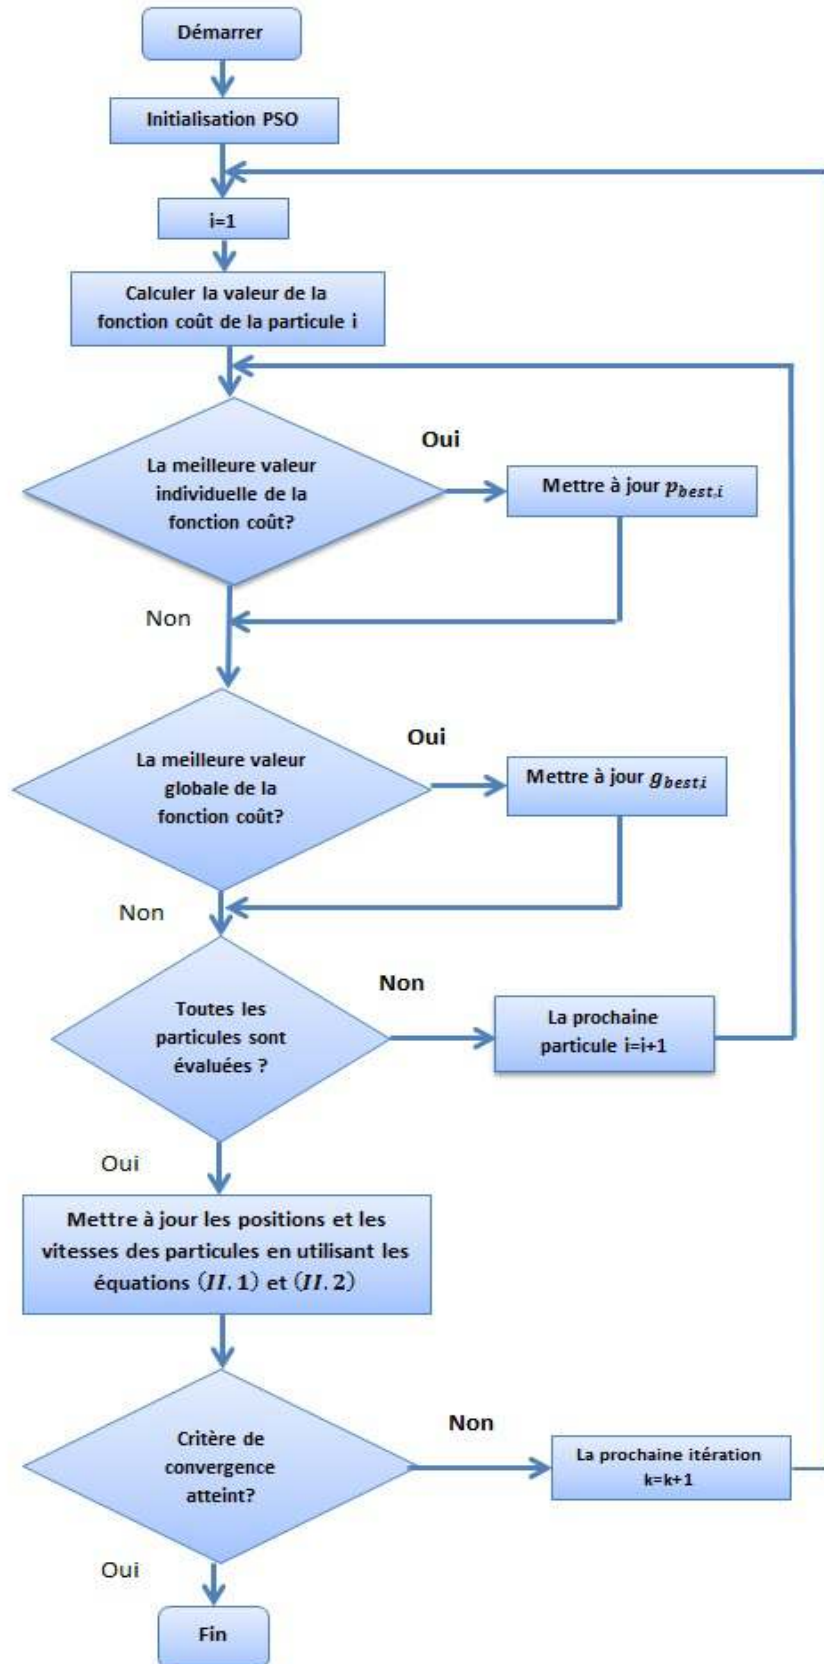 Démarrer
Initialisation PSO
i=1
Calculer la valeur de la
fonction coût de la particule i
La meilleure valeur
individuelle de la
fonction coût?
Oui
Mettre à jour p_{best,i}
Non
La meilleure valeur
globale de la
fonction coût?
Oui
Mettre à jour g_{best,i}
Non
Toutes les
particules sont
évaluées ?
Non
La prochaine
particule i=i+1
Oui
Mettre à jour les positions et les
vitesses des particules en utilisant les
équations (II.1) et (II.2)
Critère de
convergence
atteint?
Non
La prochaine itération
k=k+1
Oui
Fin